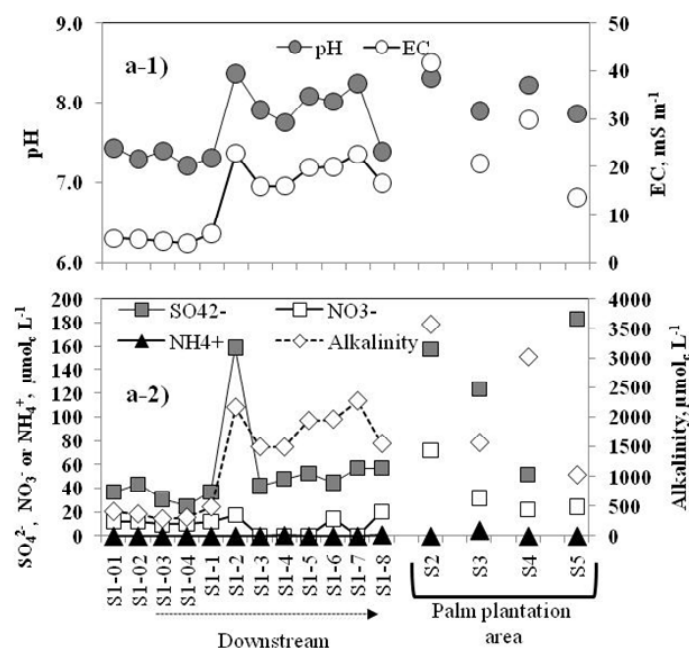 9.0
8.0
7.0
6.0
pH
a-1)
pH
EC
50
40
30
20
10
0
EC, mS m⁻¹
200
180
160
140
120
100
80
60
40
20
0
SO₄²⁻, NO₃⁻ or NH₄⁺, μmol_c L⁻¹
SO42-
NO3-
NH4+
Alkalinity
a-2)
4000
3500
3000
2500
2000
1500
1000
500
0
Alkalinity, μmol_c L⁻¹
S1-01
S1-02
S1-03
S1-04
S1-1
S1-2
S1-3
S1-4
S1-5
S1-6
S1-7
S1-8
S2
S3
S4
S5
Downstream
Palm plantation
area